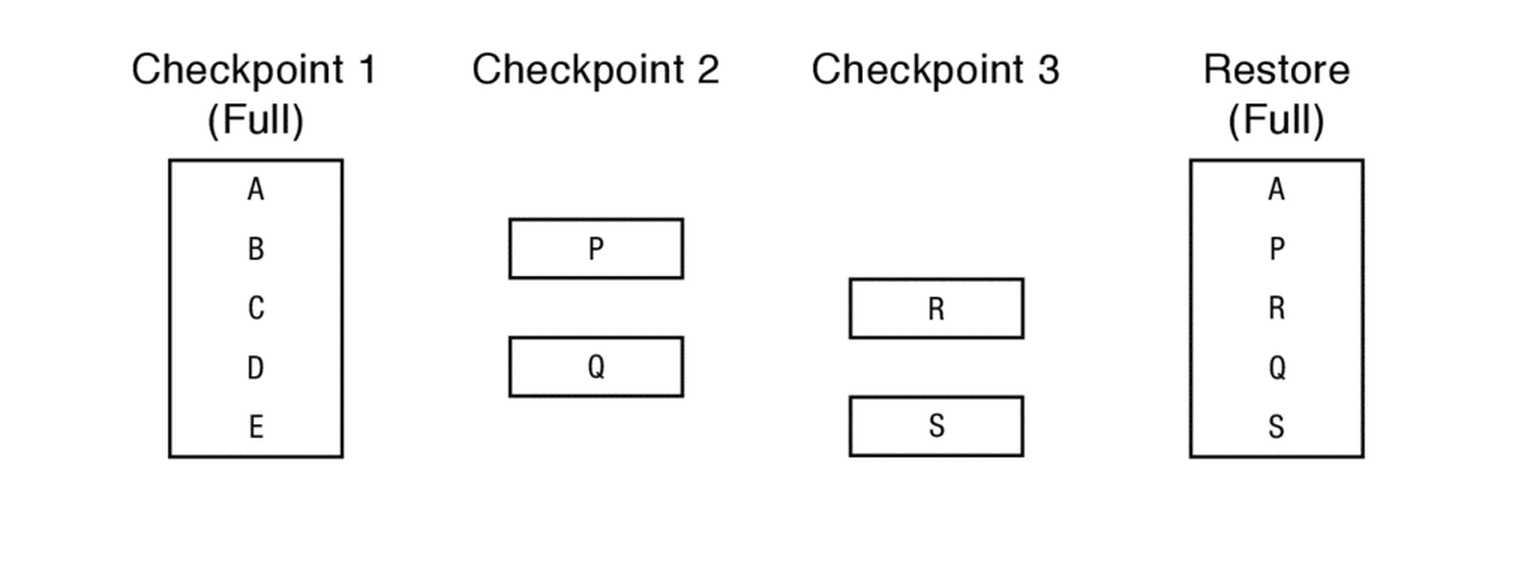 Checkpoint 1
(Full)
A
B
C
D
E
Checkpoint 2
P
Q
Checkpoint 3
R
S
Restore
(Full)
A
P
R
Q
S